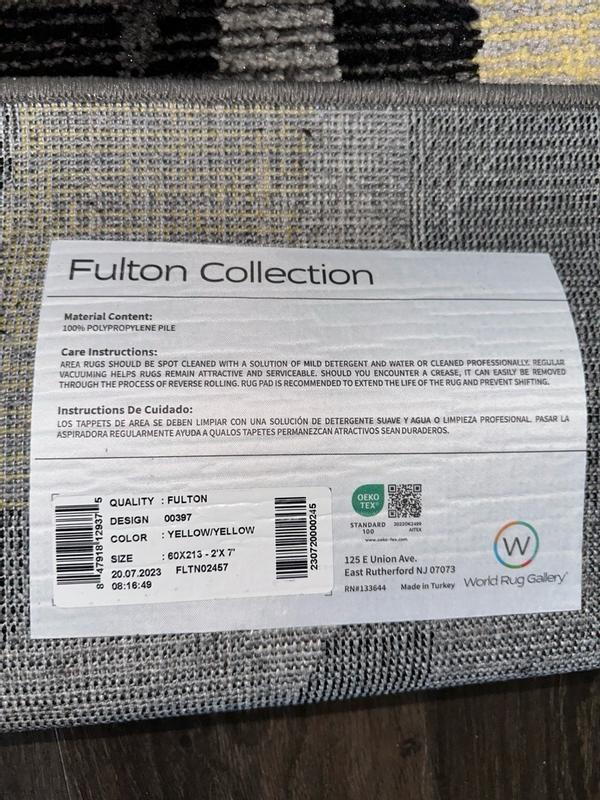 Fulton Collection
Material Content:
100% POLYPROPYLENE PILE
Care Instructions:
AREA RUGS SHOULD BE SPOT CLEANED WITH A SOLUTION OF MILD DETERGENT AND WATER OR CLEANED PROFESSIONALLY. REGULAR
VACUUMING HELPS RUGS REMAIN ATTRACTIVE AND SERVICEABLE. SHOULD YOU ENCOUNTER A CREASE, IT CAN EASILY BE REMOVED
THROUGH THE PROCESS OF REVERSE ROLLING. RUG PAD IS RECOMMENDED TO EXTEND THE LIFE OF THE RUG AND PREVENT SHIFTING.
Instructions De Cuidado:
LOS TAPPETS DE AREA SE DEBEN LIMPIAR CON UNA SOLUCIÓN DE DETERGENTE SUAVE Y AGUA O LIMPIEZA PROFESIONAL. PASAR LA
ASPIRADORA REGULARMENTE AYUDA A QUALOS TAPETES PERMANEZCAN ATRACTIVOS SEAN DURADEROS.
8 47918 12937 5
QUALITY : FULTON
DESIGN 00397
COLOR : YELLOW/YELLOW
SIZE : 60X213 - 2'X 7'
20.07.2023 FLTN02457
08:16:49
230720000245
OEKO
TEX®
STANDARD
100
2022OK2499
AITEX
www.oeko-tex.com
125 E Union Ave.
East Rutherford NJ 07073
RN#133644 Made in Turkey
W
World Rug Gallery